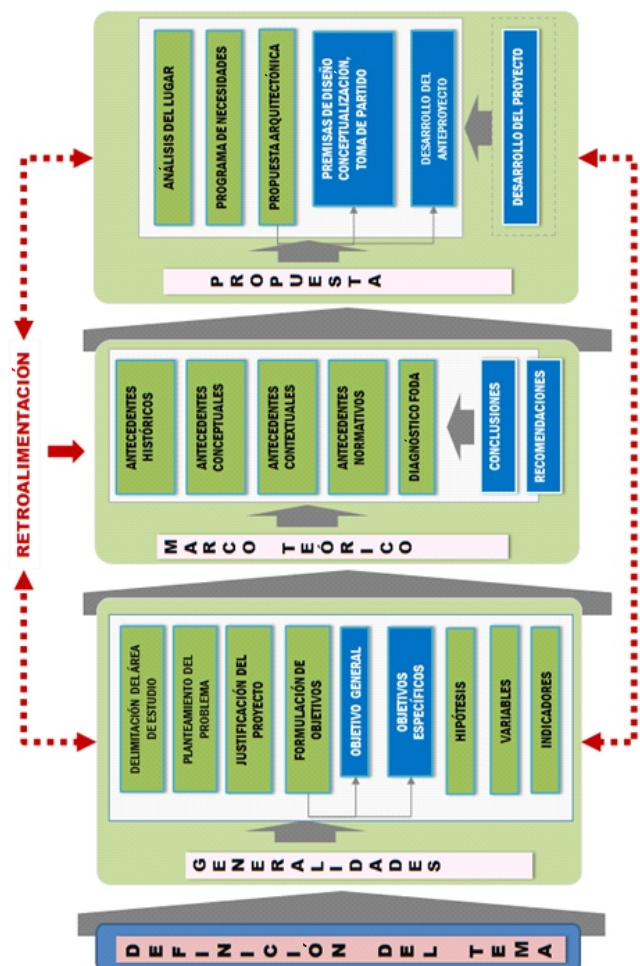 RETROALIMENTACIÓN
DEFINICIÓN DEL TEMA
GENERALIDADES
DELIMITACIÓN DEL ÁREA
DE ESTUDIO
PLANTEAMIENTO DEL
PROBLEMA
JUSTIFICACIÓN DEL
PROYECTO
FORMULACIÓN DE
OBJETIVOS
OBJETIVO GENERAL
OBJETIVOS
ESPECÍFICOS
HIPÓTESIS
VARIABLES
INDICADORES
MARCO TEÓRICO
ANTECEDENTES
HISTÓRICOS
ANTECEDENTES
CONCEPTUALES
ANTECEDENTES
CONTEXTUALES
ANTECEDENTES
NORMATIVOS
DIAGNÓSTICO FODA
CONCLUSIONES
RECOMENDACIONES
PROPUESTA
ANÁLISIS DEL LUGAR
PROGRAMA DE NECESIDADES
PROPUESTA ARQUITECTÓNICA
PREMISAS DE DISEÑO
CONCEPTUALIZACIÓN,
TOMA DE PARTIDO
DESARROLLO DEL
ANTEPROYECTO
DESARROLLO DEL PROYECTO